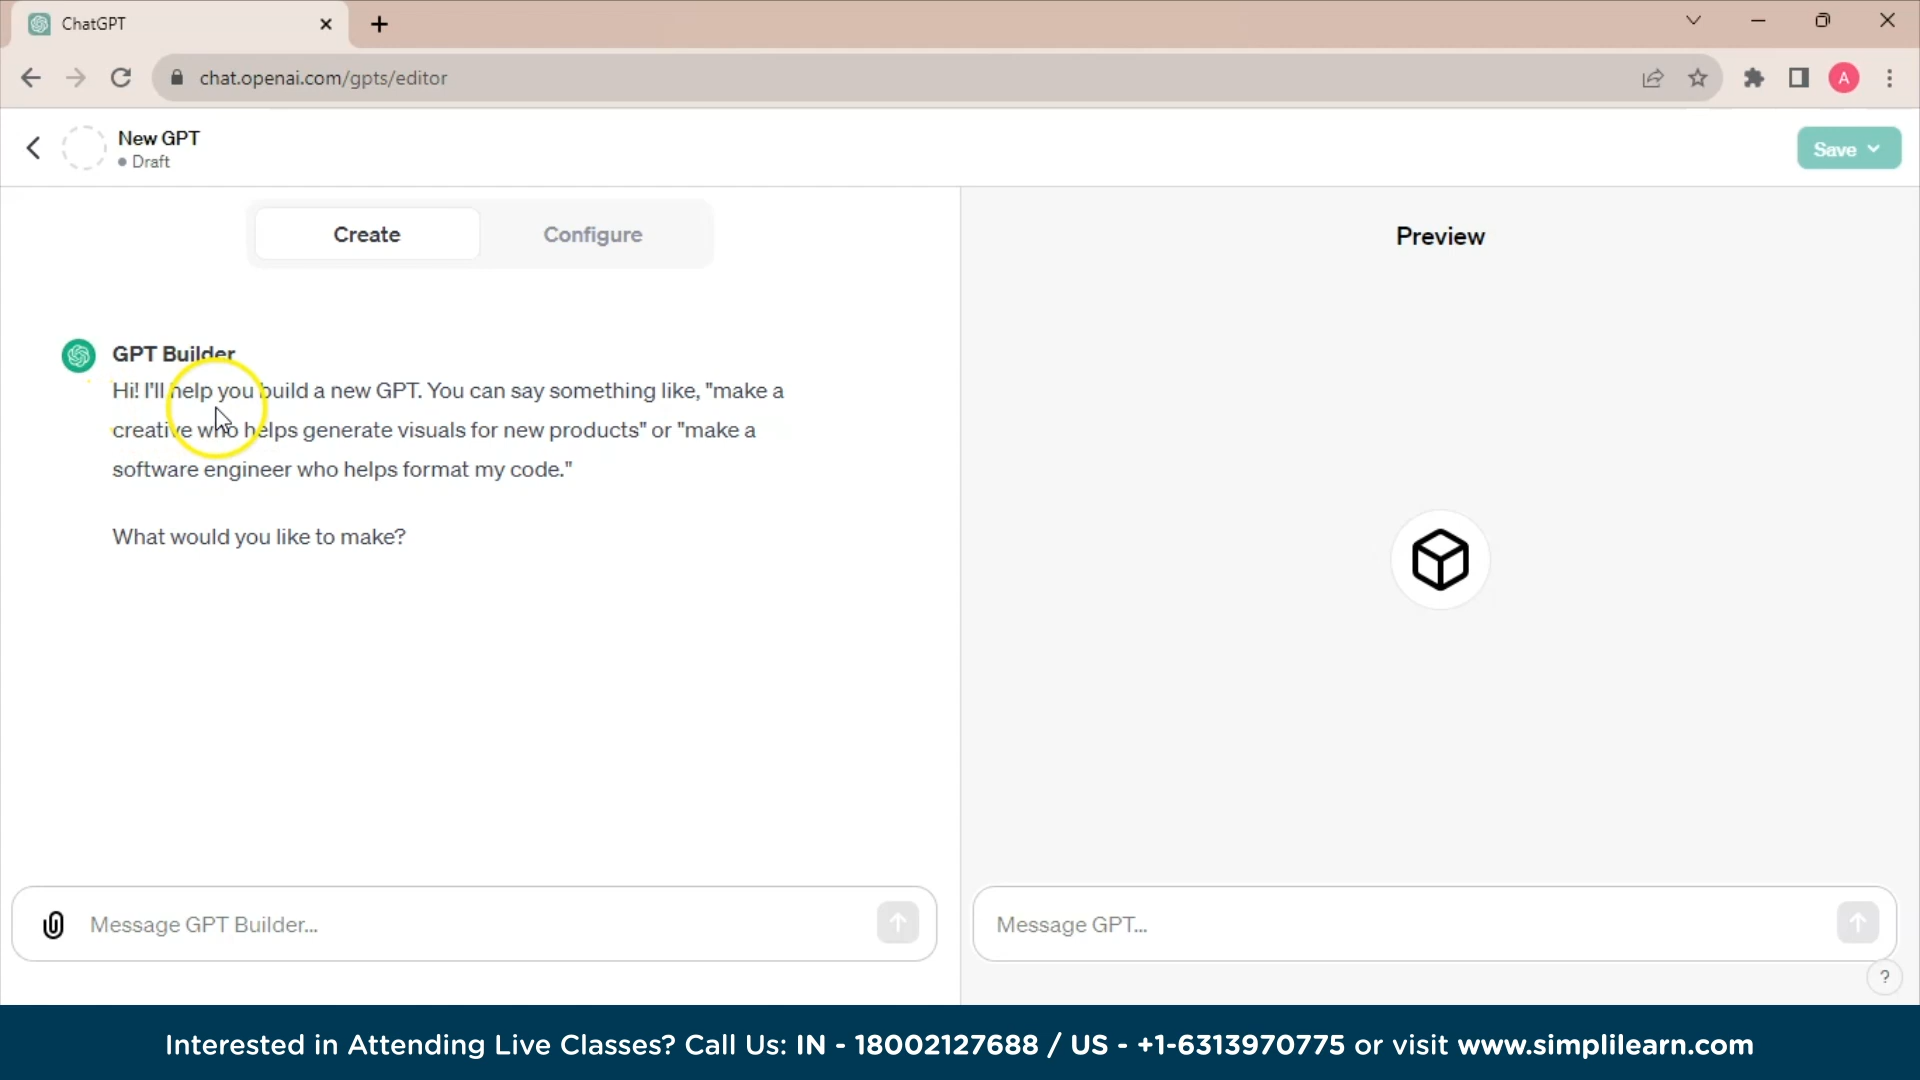 ChatGPT
chat.openai.com/gpts/editor
A
New GPT
Draft
Save
Create
Configure
Preview
GPT Builder
Hi! I'll help you build a new GPT. You can say something like, "make a
creative who helps generate visuals for new products" or "make a
software engineer who helps format my code."
What would you like to make?
Message GPT Builder...
Message GPT...
?
Interested in Attending Live Classes? Call Us: IN - 18002127688 / US - +1-6313970775 or visit www.simplilearn.com